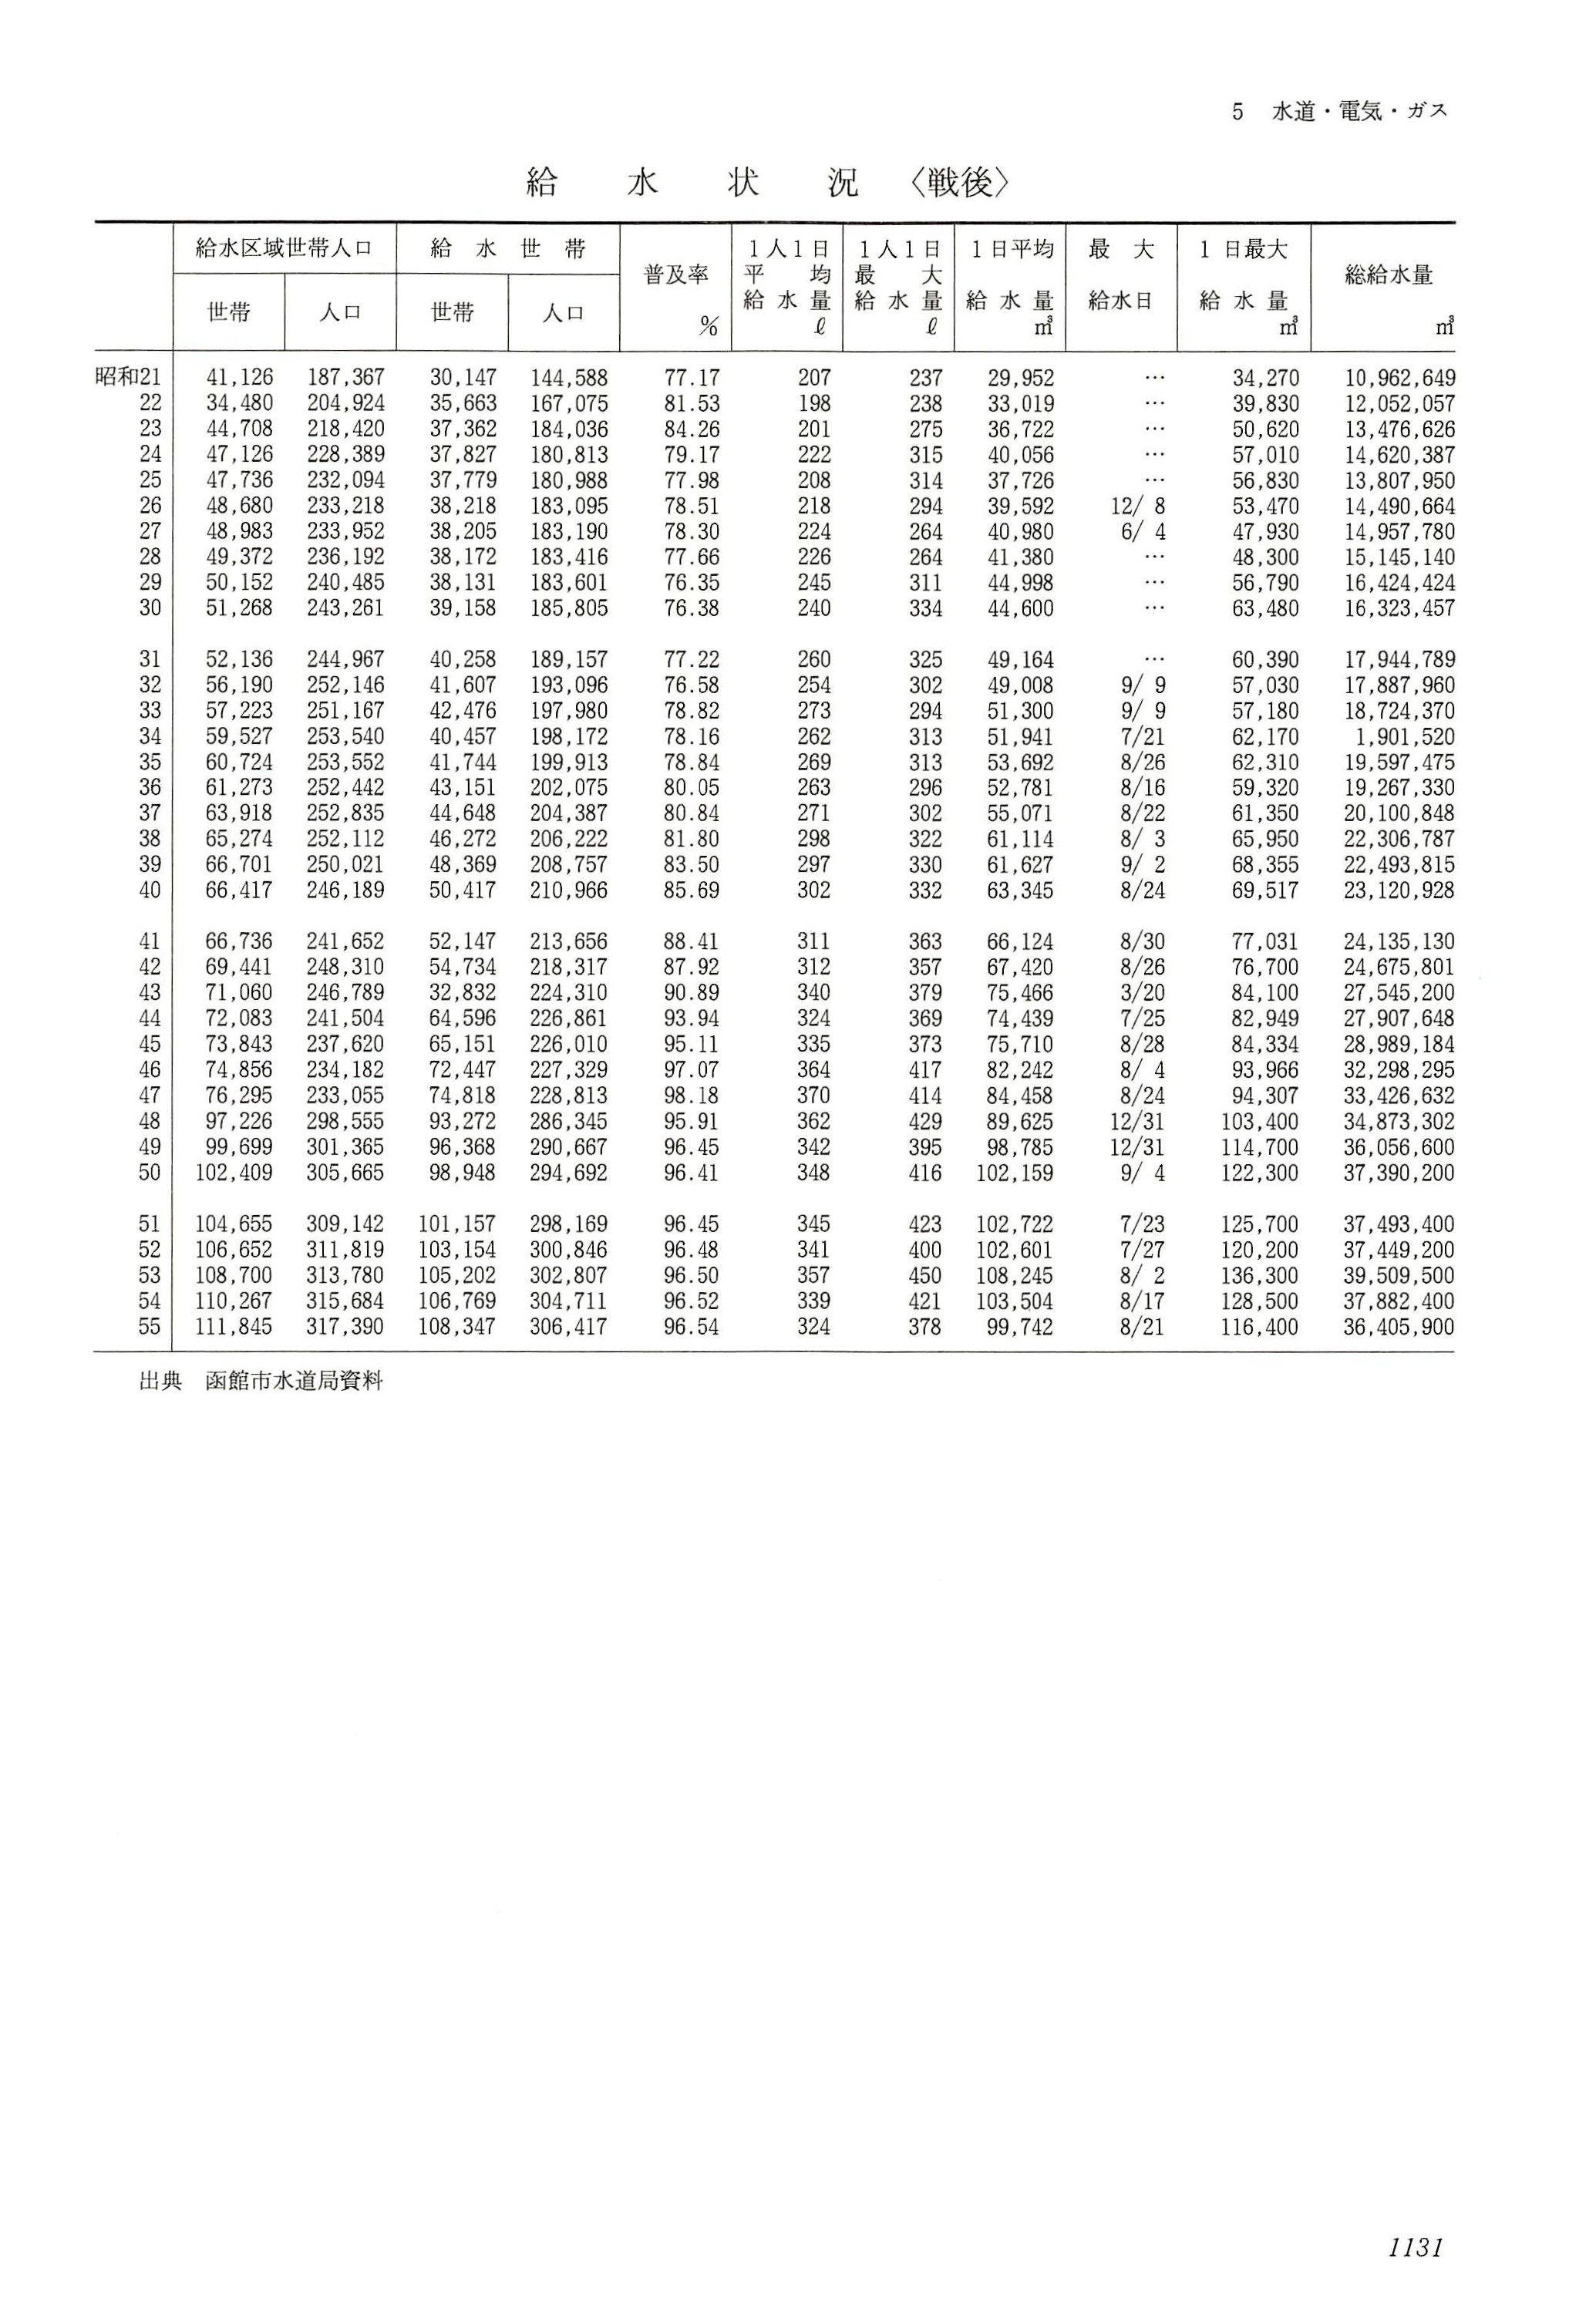 5 水道・電気・ガス
給水状況〈戦後〉
給水区域世帯人口 給水世帯 普及率 % 1人1日平均給水量 ℓ 1人1日最大給水量 ℓ 1日平均給水量 ㎥ 最大給水日 1日最大給水量 ㎥ 総給水量 ㎥
世帯 人口 世帯 人口
昭和21 41,126 187,367 30,147 144,588 77.17 207 237 29,952 … 34,270 10,962,649
22 34,480 204,924 35,663 167,075 81.53 198 238 33,019 … 39,830 12,052,057
23 44,708 218,420 37,362 184,036 84.26 201 275 36,722 … 50,620 13,476,626
24 47,126 228,389 37,827 180,813 79.17 222 315 40,056 … 57,010 14,620,387
25 47,736 232,094 37,779 180,988 77.98 208 314 37,726 … 56,830 13,807,950
26 48,680 233,218 38,218 183,095 78.51 218 294 39,592 12/ 8 53,470 14,490,664
27 48,983 233,952 38,205 183,190 78.30 224 264 40,980 6/ 4 47,930 14,957,780
28 49,372 236,192 38,172 183,416 77.66 226 264 41,380 … 48,300 15,145,140
29 50,152 240,485 38,131 183,601 76.35 245 311 44,998 … 56,790 16,424,424
30 51,268 243,261 39,158 185,805 76.38 240 334 44,600 … 63,480 16,323,457
31 52,136 244,967 40,258 189,157 77.22 260 325 49,164 … 60,390 17,944,789
32 56,190 252,146 41,607 193,096 76.58 254 302 49,008 9/ 9 57,030 17,887,960
33 57,223 251,167 42,476 197,980 78.82 273 294 51,300 9/ 9 57,180 18,724,370
34 59,527 253,540 40,457 198,172 78.16 262 313 51,941 7/21 62,170 1,901,520
35 60,724 253,552 41,744 199,913 78.84 269 313 53,692 8/26 62,310 19,597,475
36 61,273 252,442 43,151 202,075 80.05 263 296 52,781 8/16 59,320 19,267,330
37 63,918 252,835 44,648 204,387 80.84 271 302 55,071 8/22 61,350 20,100,848
38 65,274 252,112 46,272 206,222 81.80 298 322 61,114 8/ 3 65,950 22,306,787
39 66,701 250,021 48,369 208,757 83.50 297 330 61,627 9/ 2 68,355 22,493,815
40 66,417 246,189 50,417 210,966 85.69 302 332 63,345 8/24 69,517 23,120,928
41 66,736 241,652 52,147 213,656 88.41 311 363 66,124 8/30 77,031 24,135,130
42 69,441 248,310 54,734 218,317 87.92 312 357 67,420 8/26 76,700 24,675,801
43 71,060 246,789 32,832 224,310 90.89 340 379 75,466 3/20 84,100 27,545,200
44 72,083 241,504 64,596 226,861 93.94 324 369 74,439 7/25 82,949 27,907,648
45 73,843 237,620 65,151 226,010 95.11 335 373 75,710 8/28 84,334 28,989,184
46 74,856 234,182 72,447 227,329 97.07 364 417 82,242 8/ 4 93,966 32,298,295
47 76,295 233,055 74,818 228,813 98.18 370 414 84,458 8/24 94,307 33,426,632
48 97,226 298,555 93,272 286,345 95.91 362 429 89,625 12/31 103,400 34,873,302
49 99,699 301,365 96,368 290,667 96.45 342 395 98,785 12/31 114,700 36,056,600
50 102,409 305,665 98,948 294,692 96.41 348 416 102,159 9/ 4 122,300 37,390,200
51 104,655 309,142 101,157 298,169 96.45 345 423 102,722 7/23 125,700 37,493,400
52 106,652 311,819 103,154 300,846 96.48 341 400 102,601 7/27 120,200 37,449,200
53 108,700 313,780 105,202 302,807 96.50 357 450 108,245 8/ 2 136,300 39,509,500
54 110,267 315,684 106,769 304,711 96.52 339 421 103,504 8/17 128,500 37,882,400
55 111,845 317,390 108,347 306,417 96.54 324 378 99,742 8/21 116,400 36,405,900
出典 函館市水道局資料
1131